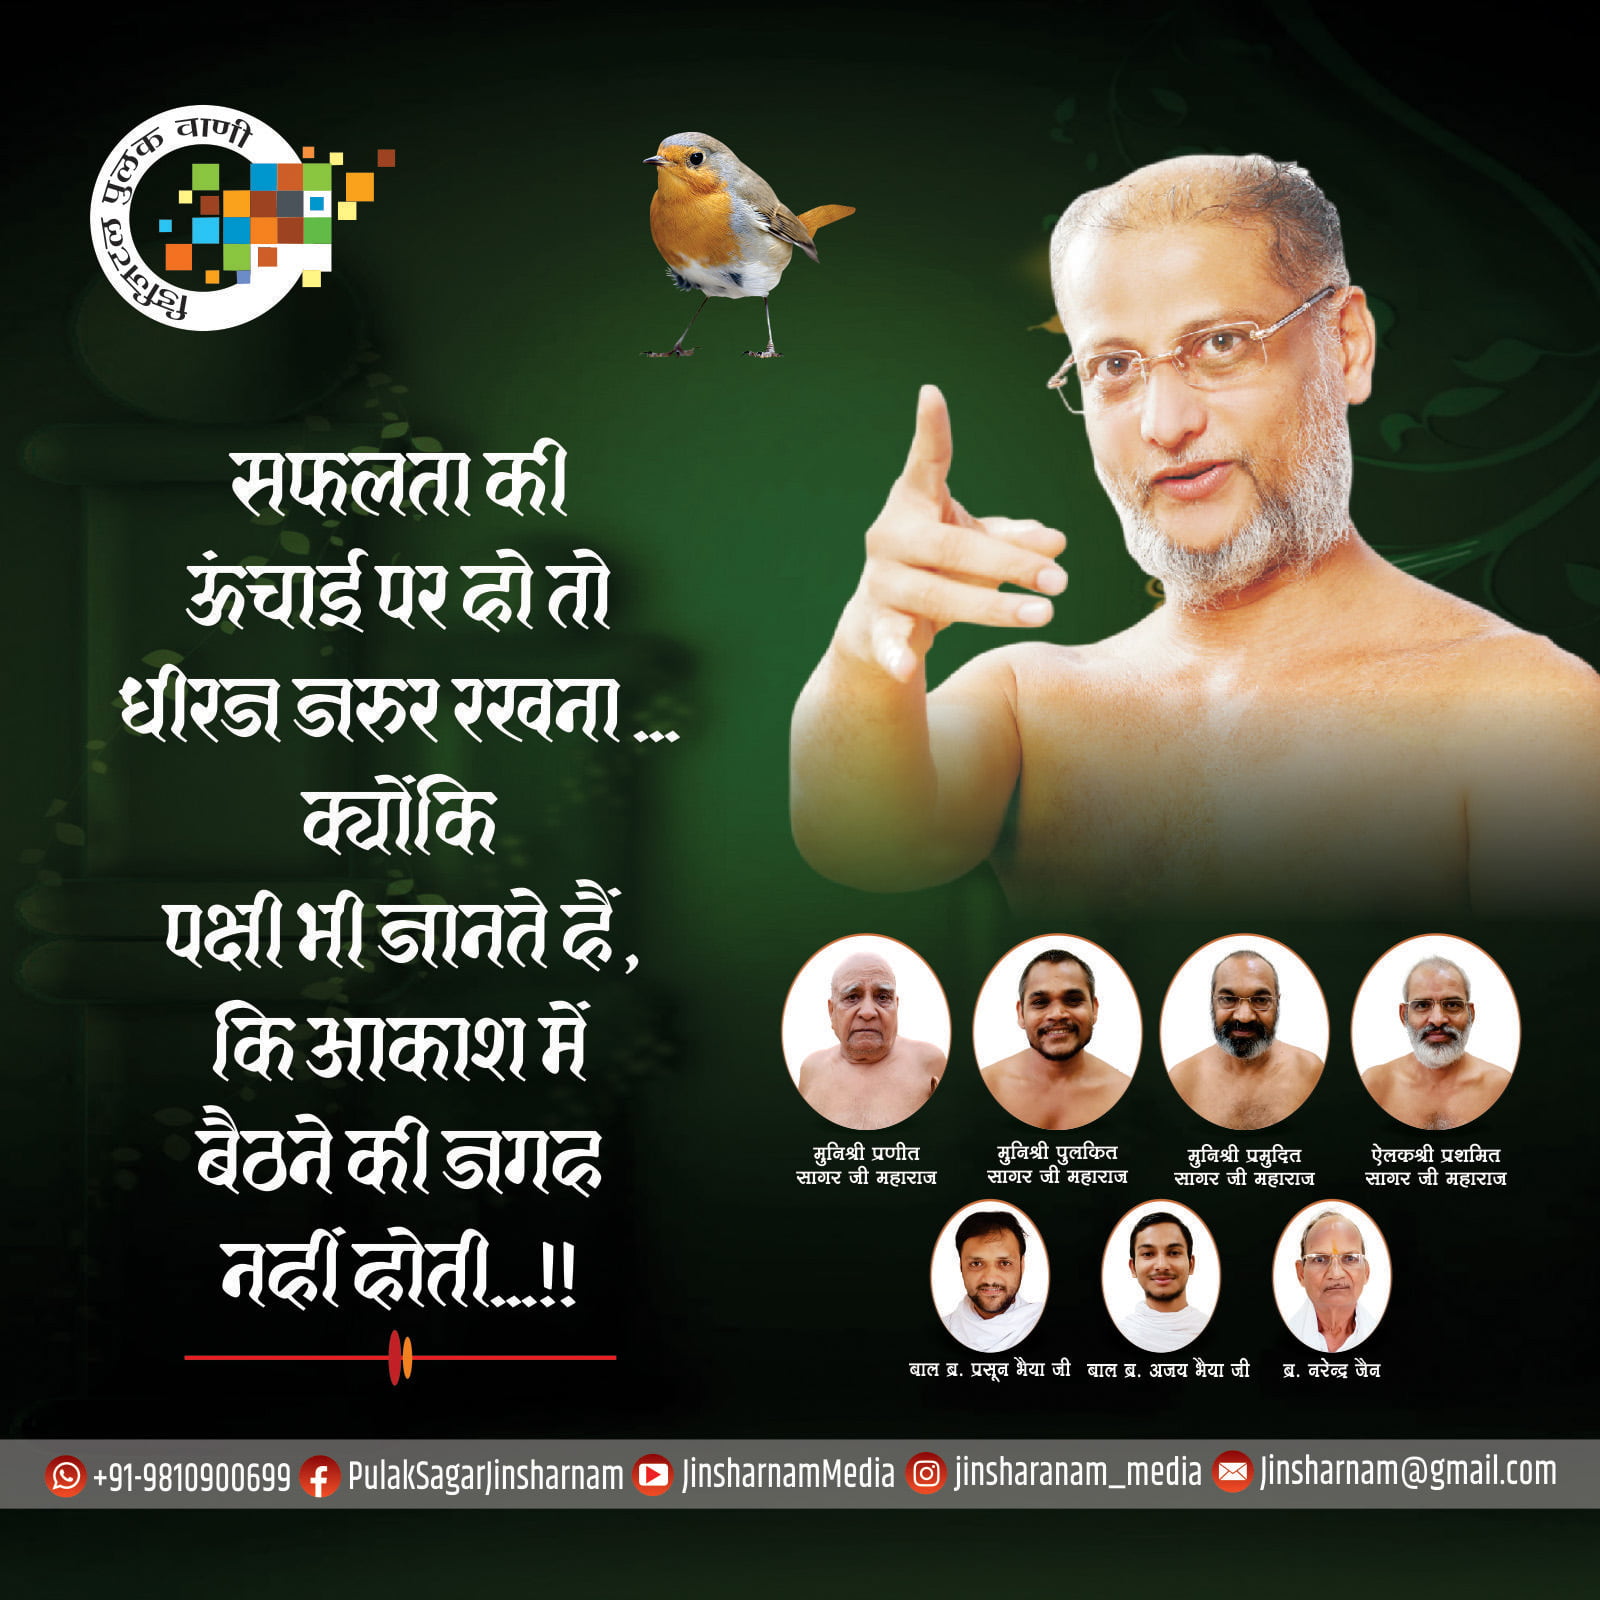 डिजिटल पुलक वाणी
सफलता की
ऊंचाई पर हो तो
धीरज जरुर रखना...
क्योंकि
पक्षी भी जानते हैं,
कि आकाश में
बैठने की जगह
नहीं होती...!!
मुनिश्री प्रणीत
सागर जी महाराज
मुनिश्री पुलकित
सागर जी महाराज
मुनिश्री प्रमुदित
सागर जी महाराज
ऐलकश्री प्रशमित
सागर जी महाराज
बाल ब्र. प्रसून भैया जी
बाल ब्र. अजय भैया जी
ब्र. नरेन्द्र जैन
+91-9810900699 PulakSagarJinsharnam JinsharnamMedia jinsharanam_media Jinsharnam@gmail.com